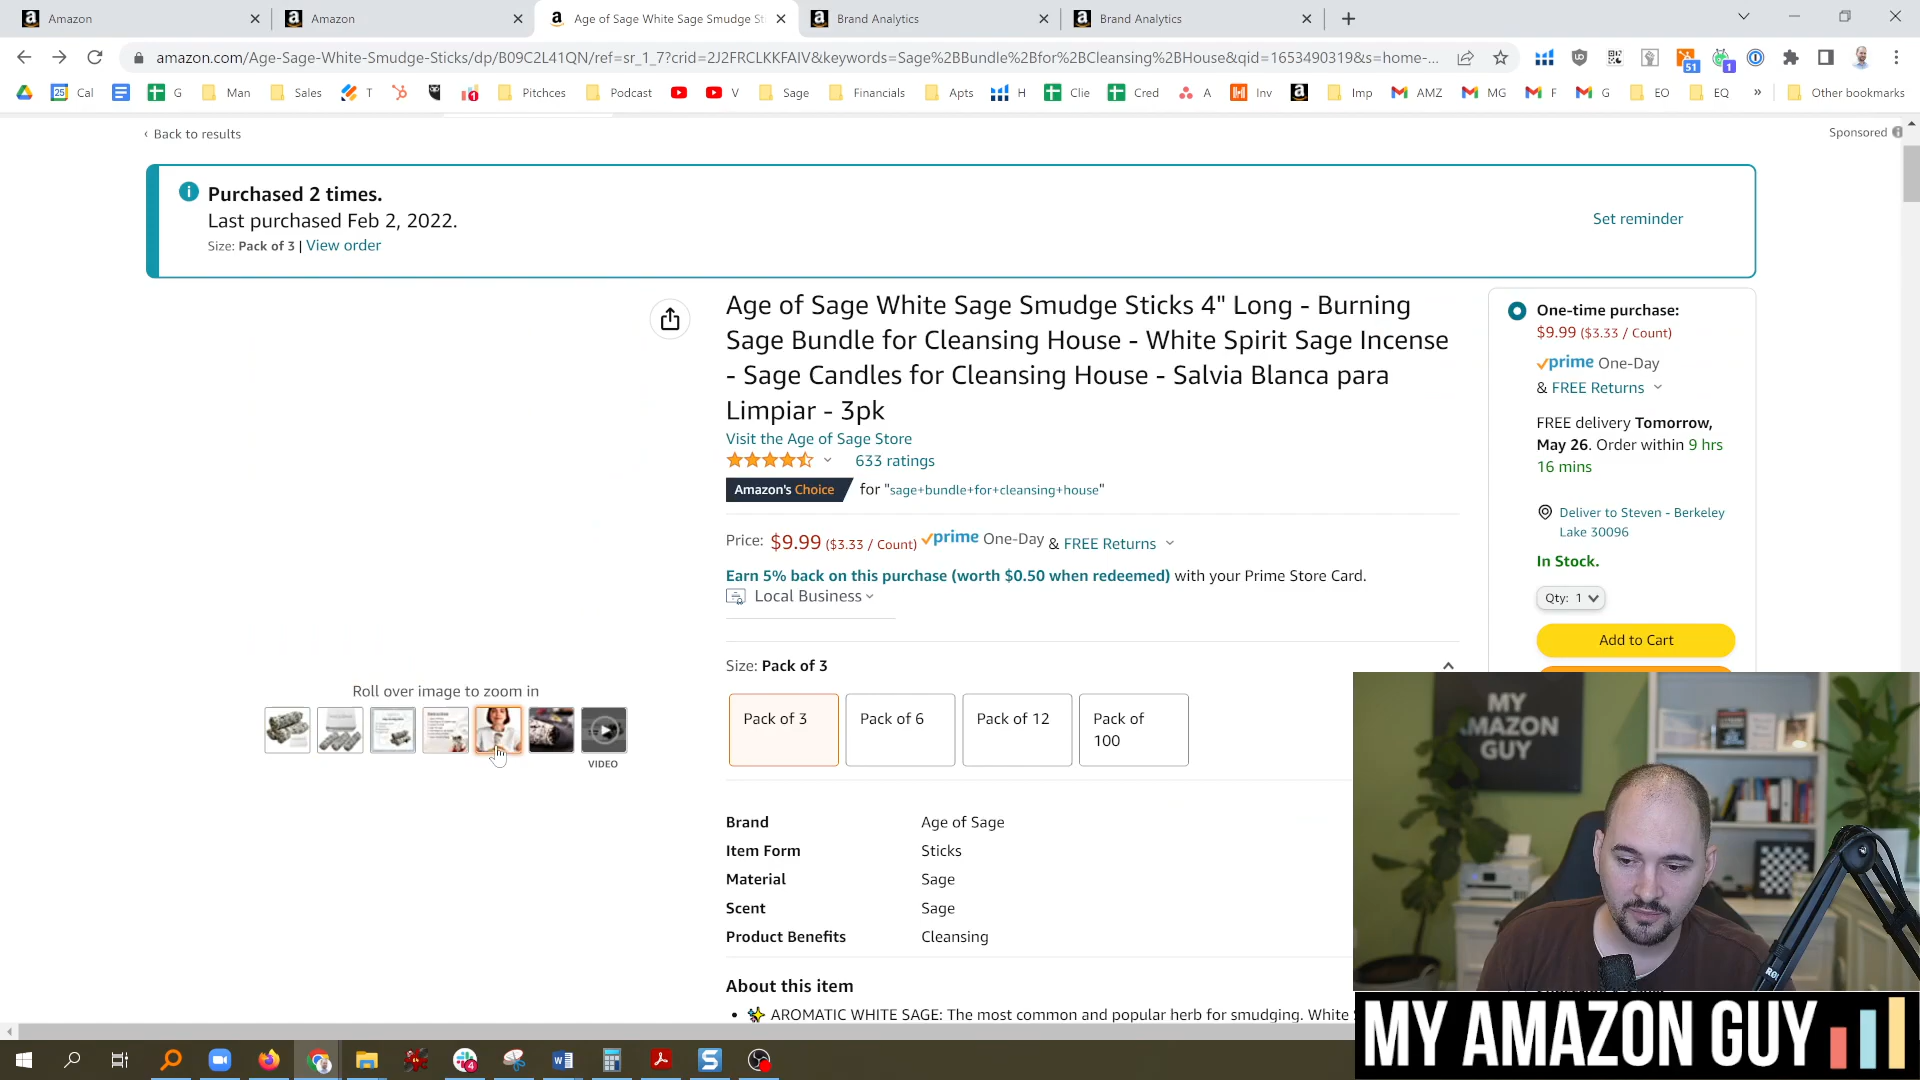 Amazon
Amazon
Age of Sage White Sage Smudge St
Brand Analytics
Brand Analytics
amazon.com/Age-Sage-White-Smudge-Sticks/dp/B09C2L41QN/ref=sr_1_7?crid=2J2FRCLKKFAIV&keywords=Sage%2BBundle%2Bfor%2BCleansing%2BHouse&qid=1653490319&s=home-...
51
1
25 Cal
G
Man
Sales
T
1
Pitchces
Podcast
V
Sage
Financials
Apts
H
Clie
Cred
A
Inv
Imp
AMZ
MG
F
G
EO
EQ
»
Other bookmarks
‹ Back to results
Sponsored
Purchased 2 times.
Last purchased Feb 2, 2022.
Size: Pack of 3 | View order
Set reminder
Age of Sage White Sage Smudge Sticks 4" Long - Burning
Sage Bundle for Cleansing House - White Spirit Sage Incense
- Sage Candles for Cleansing House - Salvia Blanca para
Limpiar - 3pk
Visit the Age of Sage Store
633 ratings
Amazon's Choice for "sage+bundle+for+cleansing+house"
Price: $9.99 ($3.33 / Count) prime One-Day & FREE Returns
Earn 5% back on this purchase (worth $0.50 when redeemed) with your Prime Store Card.
Local Business
Size: Pack of 3
Pack of 3
Pack of 6
Pack of 12
Pack of
100
Roll over image to zoom in
VIDEO
Brand Age of Sage
Item Form Sticks
Material Sage
Scent Sage
Product Benefits Cleansing
About this item
• AROMATIC WHITE SAGE: The most common and popular herb for smudging. White
One-time purchase:
$9.99 ($3.33 / Count)
prime One-Day
& FREE Returns
FREE delivery Tomorrow,
May 26. Order within 9 hrs
16 mins
Deliver to Steven - Berkeley
Lake 30096
In Stock.
Qty: 1
Add to Cart
MY
AMAZON
GUY
MY AMAZON GUY
4